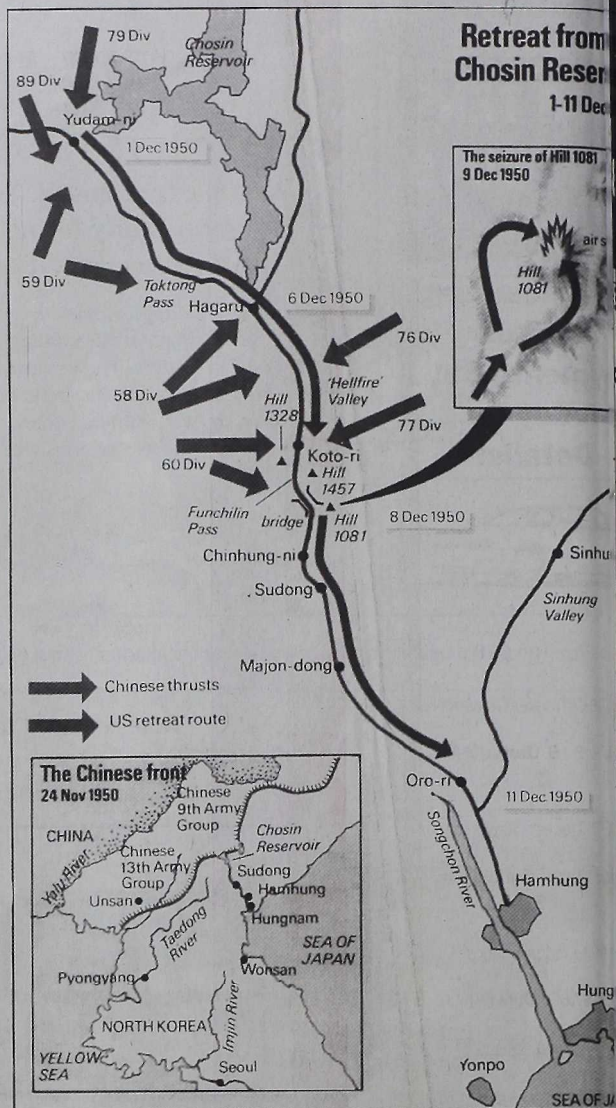 Retreat from
Chosin Reser
1-11 Dec
79 Div
Chosin
Reservoir
89 Div
Yudam-ni
1 Dec 1950
The seizure of Hill 1081
9 Dec 1950
air s
Hill
1081
59 Div
Toktong
Pass
Hagaru
6 Dec 1950
76 Div
'Hellfire'
Valley
58 Div
Hill
1328
77 Div
60 Div
Koto-ri
Hill
1457
Funchilin
Pass
bridge
Hill
1081
8 Dec 1950
Chinhung-ni
Sinhu
Sudong
Sinhung
Valley
Majon-dong
Chinese thrusts
US retreat route
Oro-ri
11 Dec 1950
Songchon River
Hamhung
Hung
Yonpo
SEA OF JA
The Chinese front
24 Nov 1950
Chinese
9th Army
Group
CHINA
Chosin
Reservoir
Yalu River
Chinese
13th Army
Group
Sudong
Unsan
Hamhung
Hungnam
Taedong
River
SEA OF
JAPAN
Wonsan
Pyongyang
Imjin River
NORTH KOREA
YELLOW
SEA
Seoul